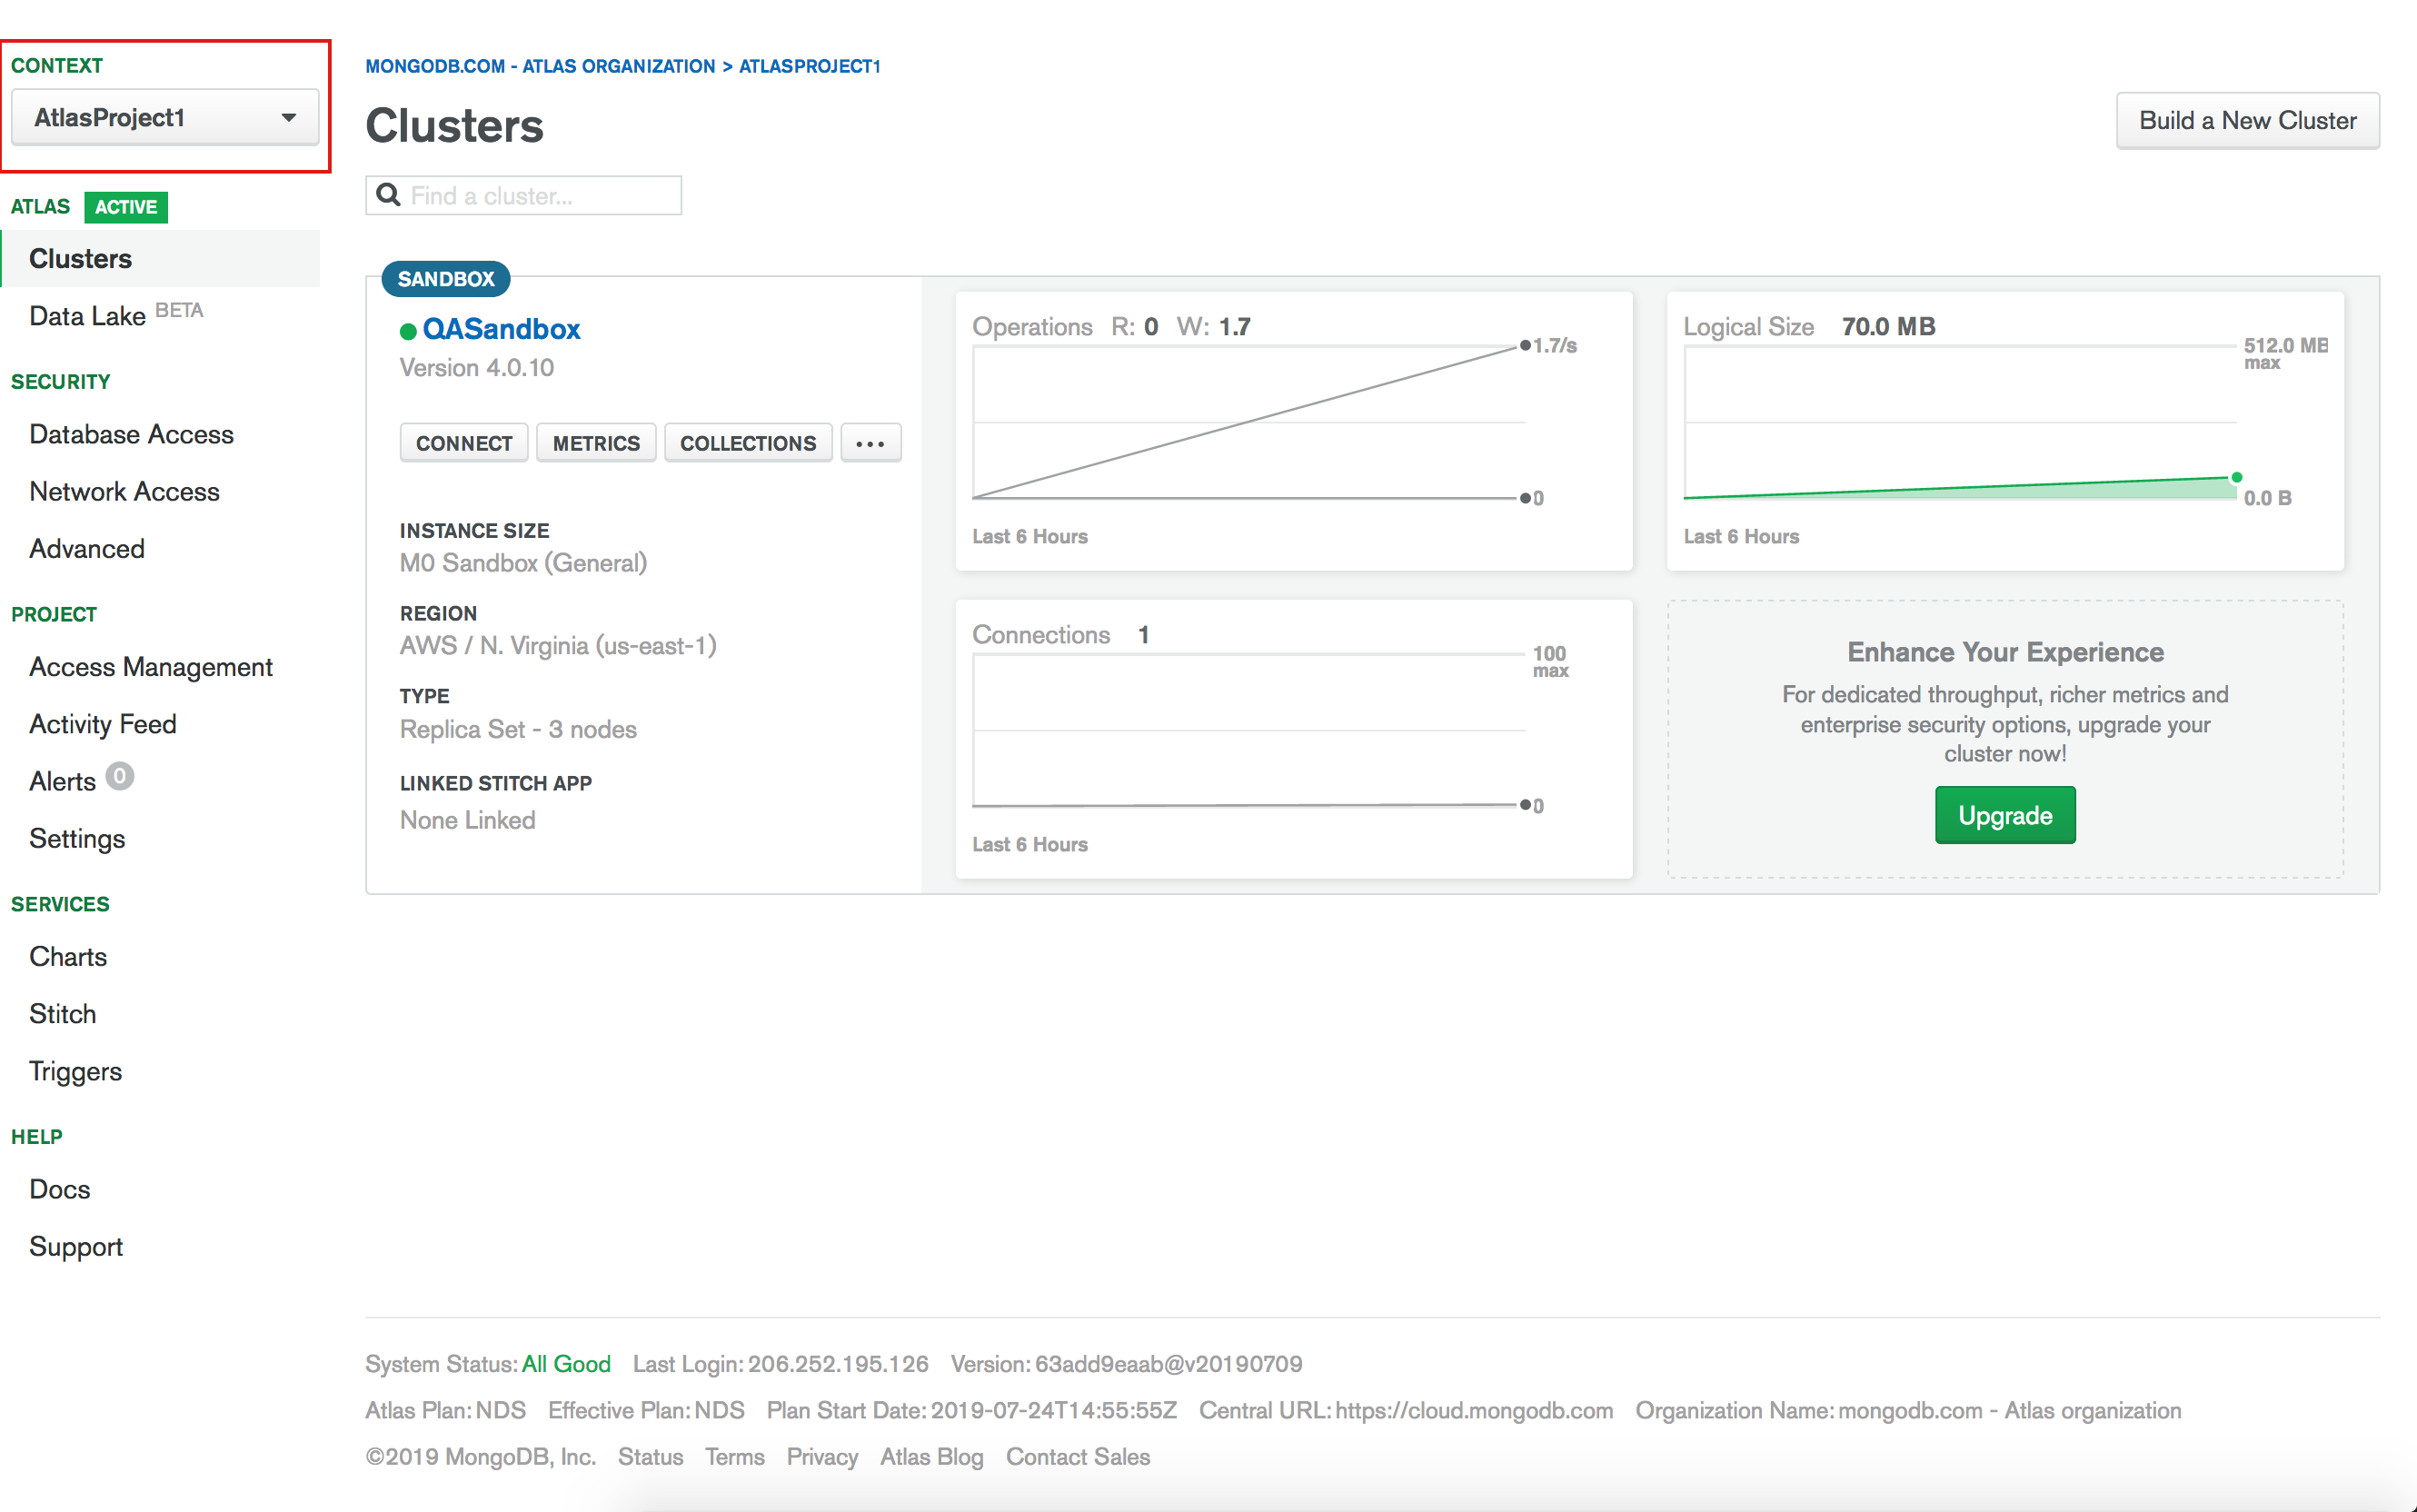 CONTEXT
AtlasProject1
ATLAS ACTIVE
Clusters
Data Lake BETA
SECURITY
Database Access
Network Access
Advanced
PROJECT
Access Management
Activity Feed
Alerts 0
Settings
SERVICES
Charts
Stitch
Triggers
HELP
Docs
Support
MONGODB.COM - ATLAS ORGANIZATION > ATLASPROJECT1
Clusters
Build a New Cluster
Find a cluster...
SANDBOX
QASandbox
Version 4.0.10
CONNECT METRICS COLLECTIONS ...
INSTANCE SIZE
M0 Sandbox (General)
REGION
AWS / N. Virginia (us-east-1)
TYPE
Replica Set - 3 nodes
LINKED STITCH APP
None Linked
Operations R: 0 W: 1.7
1.7/s
0
Last 6 Hours
Logical Size 70.0 MB
512.0 MB
max
0.0 B
Last 6 Hours
Connections 1
100
max
0
Last 6 Hours
Enhance Your Experience
For dedicated throughput, richer metrics and
enterprise security options, upgrade your
cluster now!
Upgrade
System Status: All Good Last Login: 206.252.195.126 Version: 63add9eaab@v20190709
Atlas Plan: NDS Effective Plan: NDS Plan Start Date: 2019-07-24T14:55:55Z Central URL: https://cloud.mongodb.com Organization Name: mongodb.com - Atlas organization
©2019 MongoDB, Inc. Status Terms Privacy Atlas Blog Contact Sales